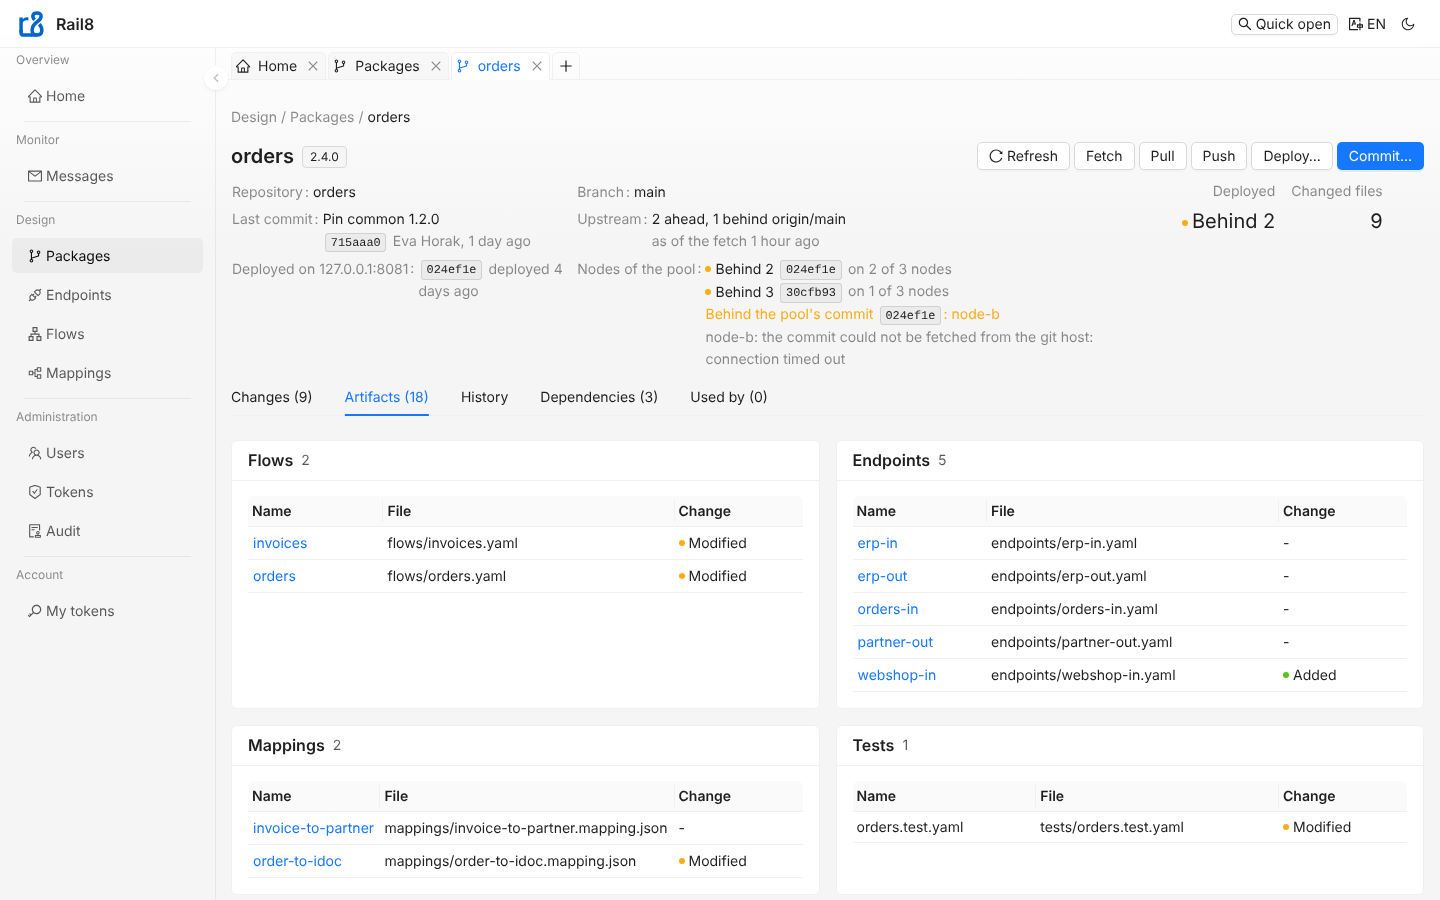 Rail8
Quick open
EN
Overview
Home
Monitor
Messages
Design
Packages
Endpoints
Flows
Mappings
Administration
Users
Tokens
Audit
Account
My tokens
Home
Packages
orders
Design / Packages / orders
orders 2.4.0
Refresh
Fetch
Pull
Push
Deploy...
Commit...
Repository: orders
Branch: main
Last commit: Pin common 1.2.0
715aaa0 Eva Horak, 1 day ago
Upstream: 2 ahead, 1 behind origin/main
as of the fetch 1 hour ago
Deployed on 127.0.0.1:8081: 024ef1e deployed 4
days ago
Nodes of the pool: Behind 2 024ef1e on 2 of 3 nodes
Behind 3 30cfb93 on 1 of 3 nodes
Behind the pool's commit 024ef1e : node-b
node-b: the commit could not be fetched from the git host:
connection timed out
Deployed
Behind 2
Changed files
9
Changes (9)
Artifacts (18)
History
Dependencies (3)
Used by (0)
Flows 2
Name File Change
invoices flows/invoices.yaml Modified
orders flows/orders.yaml Modified
Endpoints 5
Name File Change
erp-in endpoints/erp-in.yaml -
erp-out endpoints/erp-out.yaml -
orders-in endpoints/orders-in.yaml -
partner-out endpoints/partner-out.yaml -
webshop-in endpoints/webshop-in.yaml Added
Mappings 2
Name File Change
invoice-to-partner mappings/invoice-to-partner.mapping.json -
order-to-idoc mappings/order-to-idoc.mapping.json Modified
Tests 1
Name File Change
orders.test.yaml tests/orders.test.yaml Modified